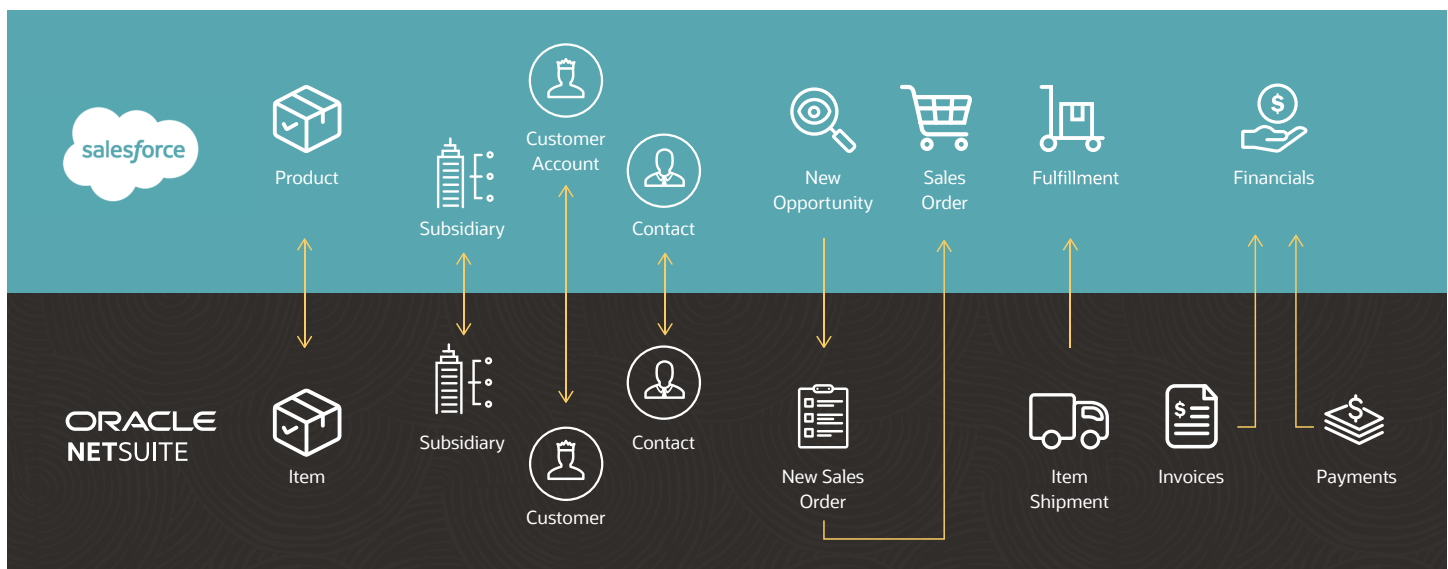 salesforce
Product
Subsidiary
Customer
Account
Contact
New
Opportunity
Sales
Order
Fulfillment
$
Financials
ORACLE
NETSUITE
Item
Subsidiary
Customer
Contact
New Sales
Order
Item
Shipment
$
Invoices
$
Payments